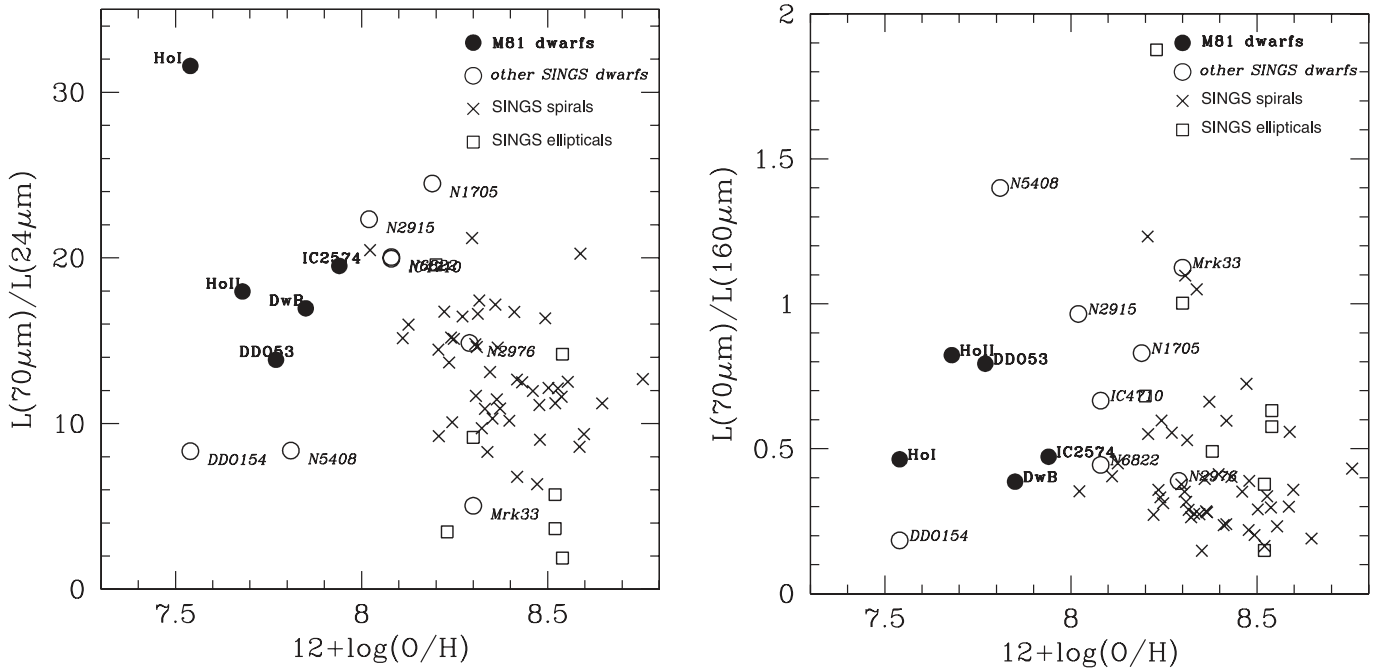 L(70μm)/L(24μm)
30
20
10
0
HoI
M81 dwarfs
other SINGS dwarfs
SINGS spirals
SINGS ellipticals
N1705
N2915
IC2574
N6822
HoII
DwB
DDO53
N2976
DDO154
N5408
Mrk33
7.5
8
8.5
12+log(O/H)
L(70μm)/L(160μm)
2
1.5
1
0.5
0
M81 dwarfs
other SINGS dwarfs
SINGS spirals
SINGS ellipticals
N5408
Mrk33
N2915
N1705
HoII
DDO53
IC4710
HoI
IC2574
N6822
DwB
N2976
DDO154
7.5
8
8.5
12+log(O/H)